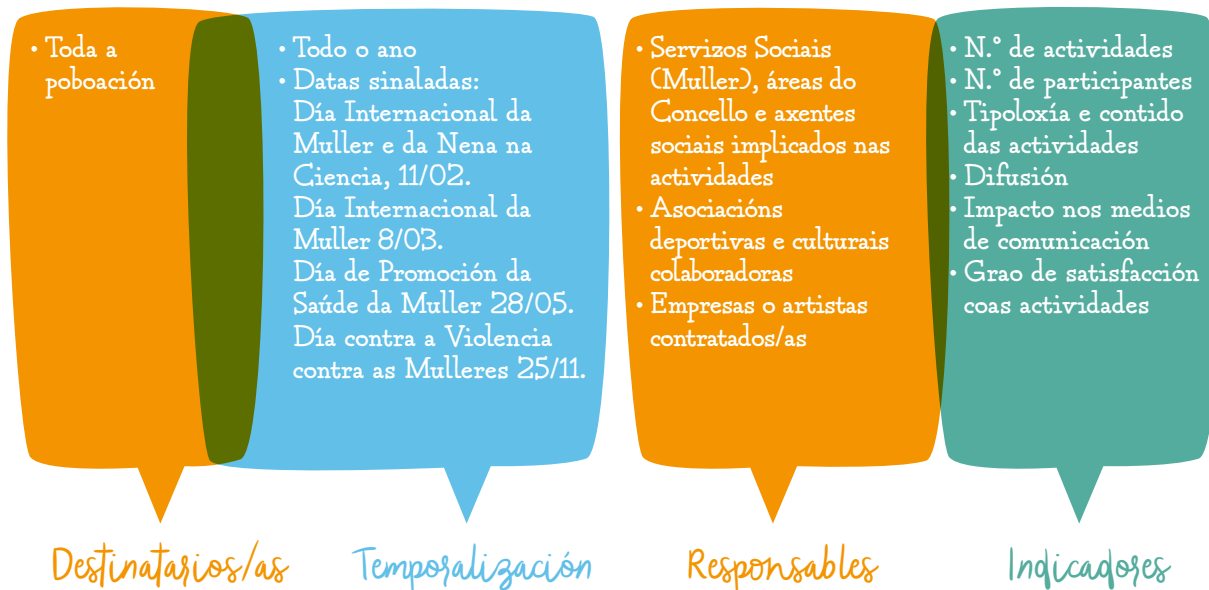 • Toda a
poboación
• Todo o ano
• Datas sinaladas:
Día Internacional da
Muller e da Nena na
Ciencia, 11/02.
Día Internacional da
Muller 8/03.
Día de Promoción da
Saúde da Muller 28/05.
Día contra a Violencia
contra as Mulleres 25/11.
• Servizos Sociais
(Muller), áreas do
Concello e axentes
sociais implicados nas
actividades
• Asociacións
deportivas e culturais
colaboradoras
• Empresas o artistas
contratados/as
• N.º de actividades
• N.º de participantes
• Tipoloxía e contido
das actividades
• Difusión
• Impacto nos medios
de comunicación
• Grao de satisfacción
coas actividades
Destinatarios/as
Temporalización
Responsables
Indicadores